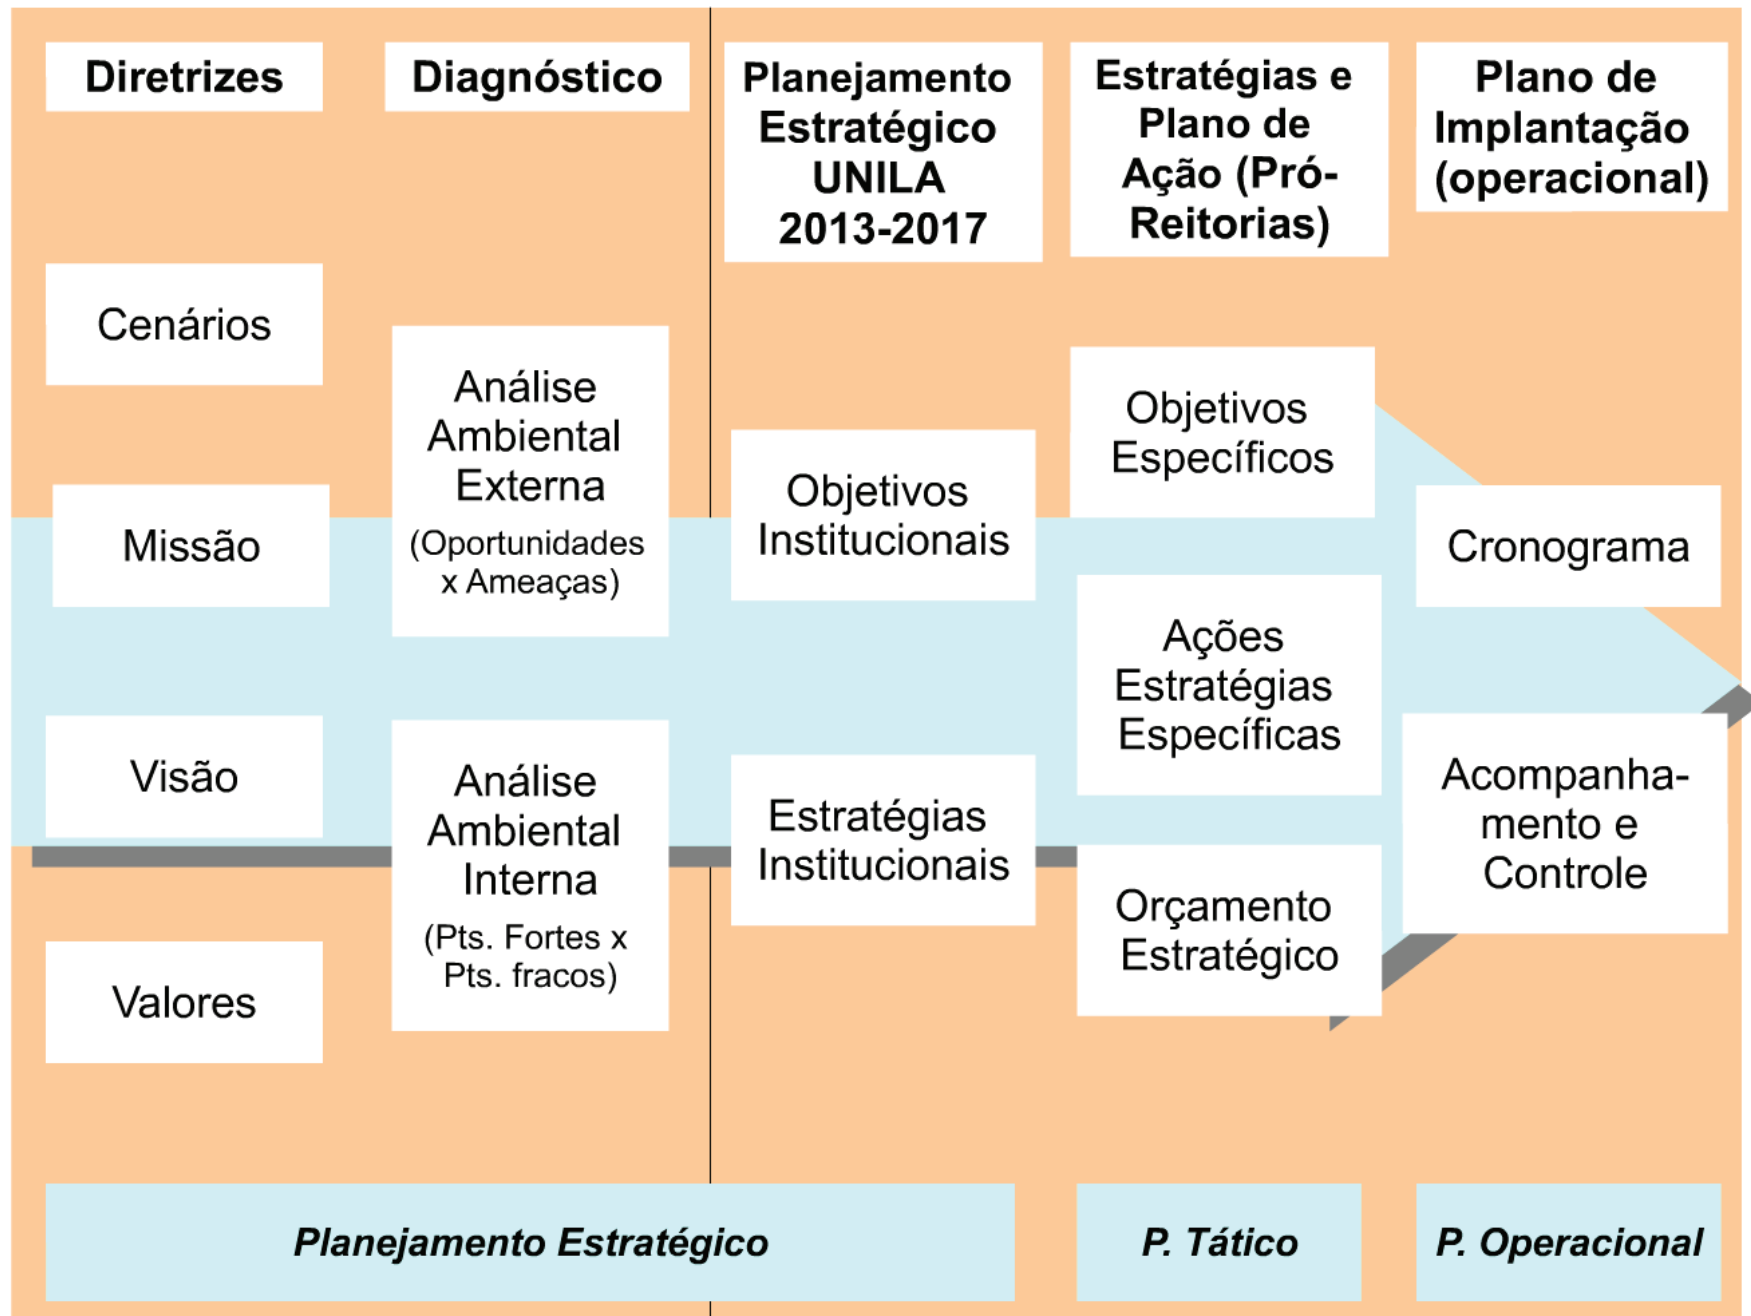 Diretrizes
Cenários
Missão
Visão
Valores
Diagnóstico
Análise
Ambiental
Externa
(Oportunidades
x Ameaças)
Análise
Ambiental
Interna
(Pts. Fortes x
Pts. fracos)
Planejamento
Estratégico
UNILA
2013-2017
Objetivos
Institucionais
Estratégias
Institucionais
Estratégias e
Plano de
Ação (Pró-
Reitorias)
Objetivos
Específicos
Ações
Estratégias
Específicas
Orçamento
Estratégico
Plano de
Implantação
(operacional)
Cronograma
Acompanha-
mento e
Controle
Planejamento Estratégico
P. Tático
P. Operacional